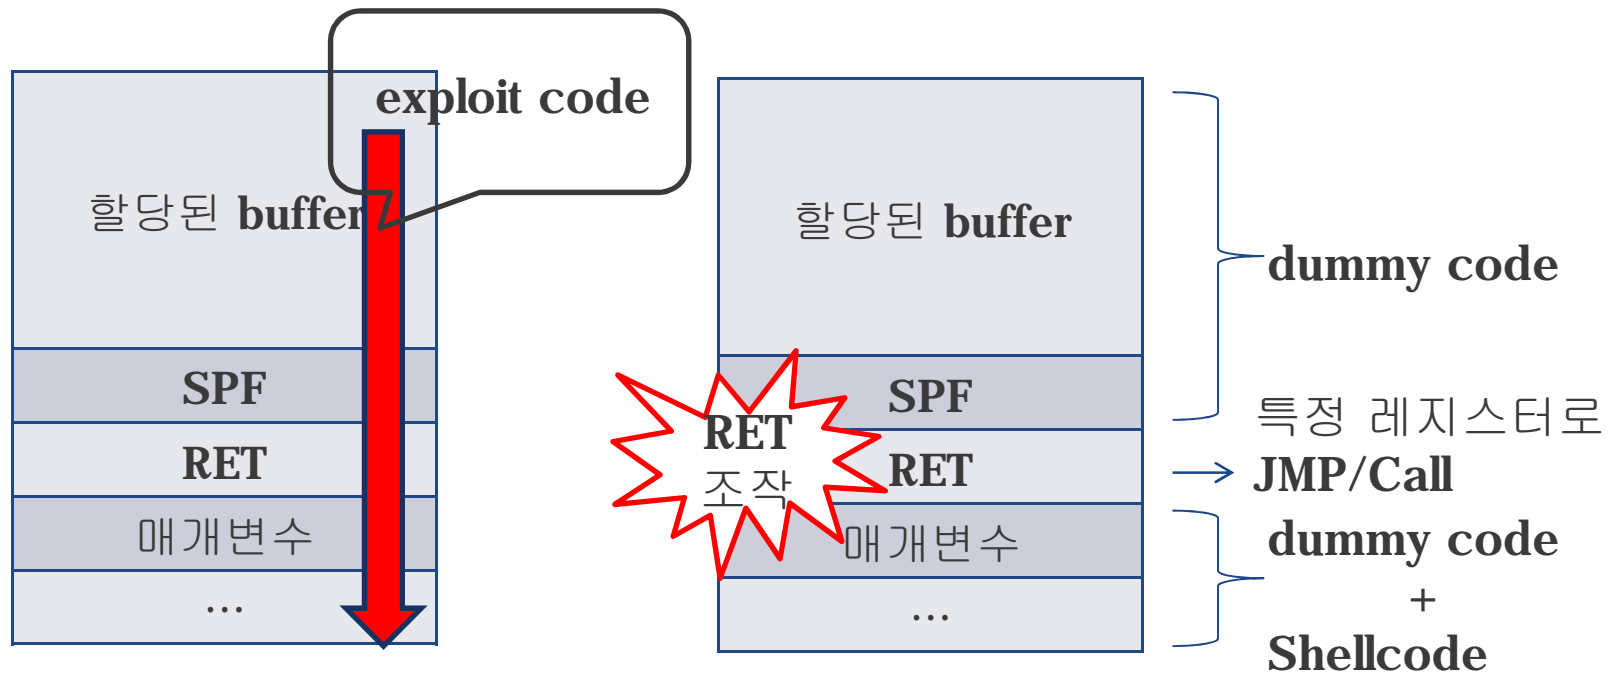 exploit code
할당된 buffer
SPF
RET
매개변수
...
할당된 buffer
SPF
RET
조작
RET
매개변수
...
dummy code
특정 레지스터로
JMP/Call
dummy code
+
Shellcode